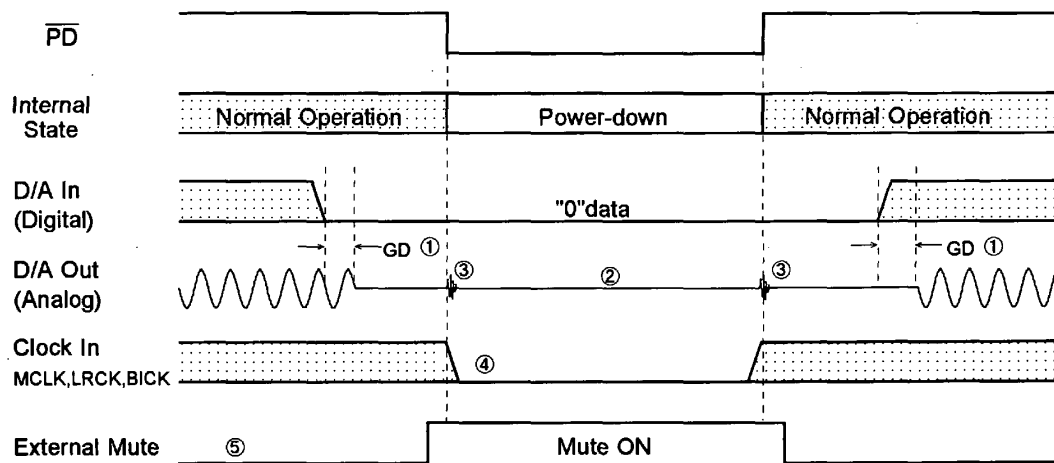 PD
Internal
State
Normal Operation
Power-down
Normal Operation
D/A In
(Digital)
"0"data
GD ①
GD ①
D/A Out
(Analog)
③
②
③
Clock In
MCLK,LRCK,BICK
④
External Mute
⑤
Mute ON